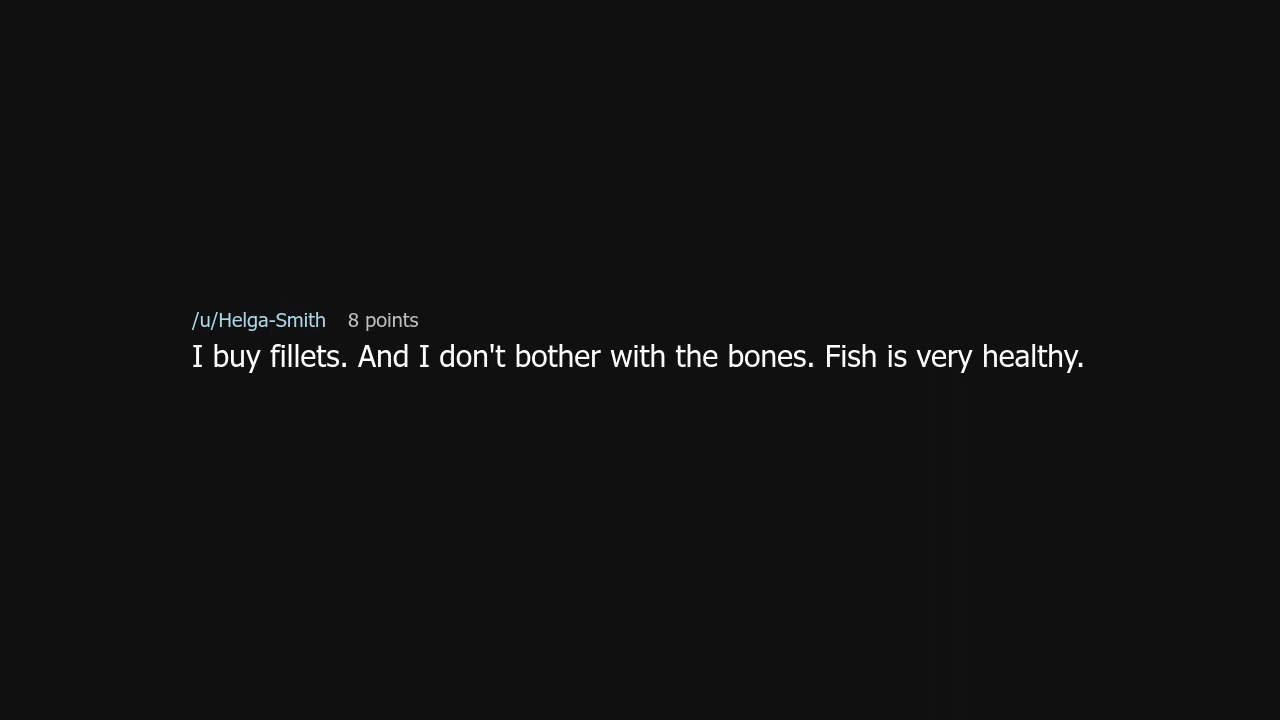 /u/Helga-Smith 8 points
I buy fillets. And I don't bother with the bones. Fish is very healthy.